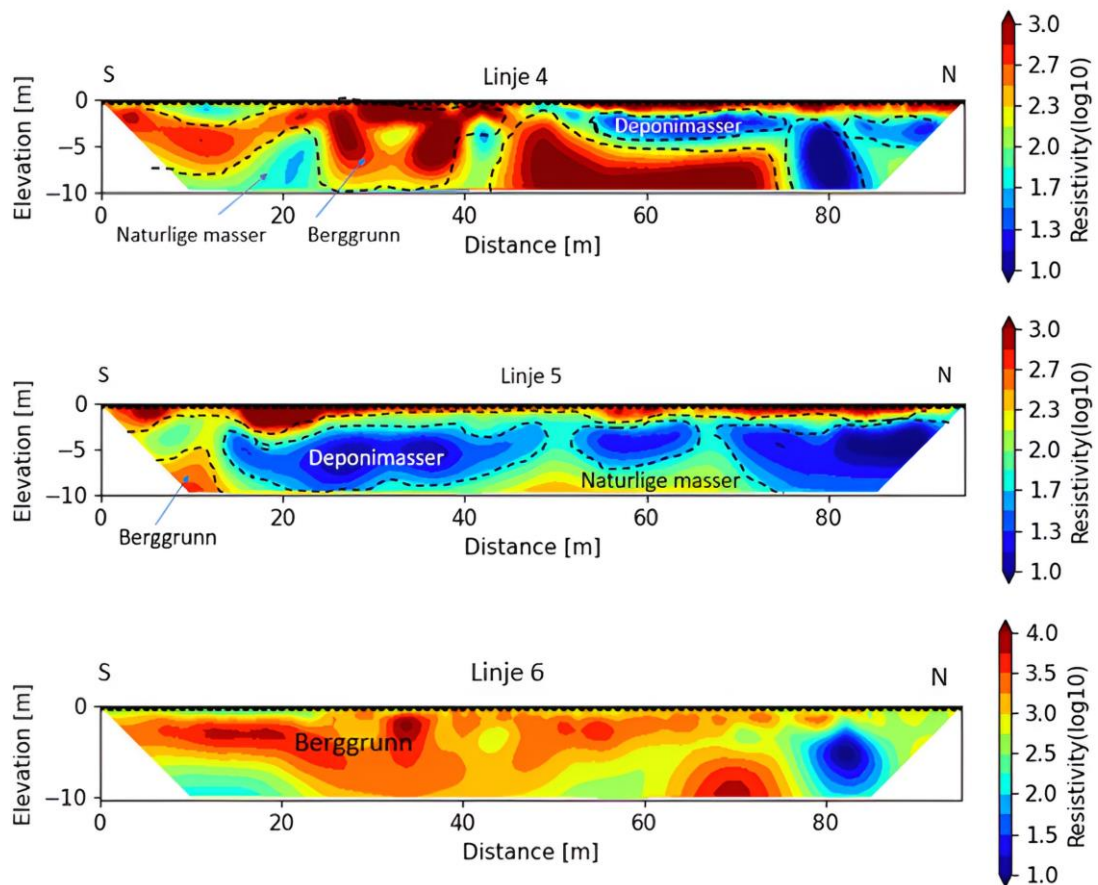 S Linje 4 N
Elevation [m]
0
−5
−10
Deponimasser
0 20 40 60 80
Naturlige masser Berggrunn
Distance [m]
3.0
2.7
2.3
2.0
1.7
1.3
1.0
Resistivity(log10)
S Linje 5 N
Elevation [m]
0
−5
−10
Deponimasser
Naturlige masser
0 20 40 60 80
Berggrunn
Distance [m]
3.0
2.7
2.3
2.0
1.7
1.3
1.0
Resistivity(log10)
S Linje 6 N
Elevation [m]
0
−10
Berggrunn
0 20 40 60 80
Distance [m]
4.0
3.5
3.0
2.5
2.0
1.5
1.0
Resistivity(log10)